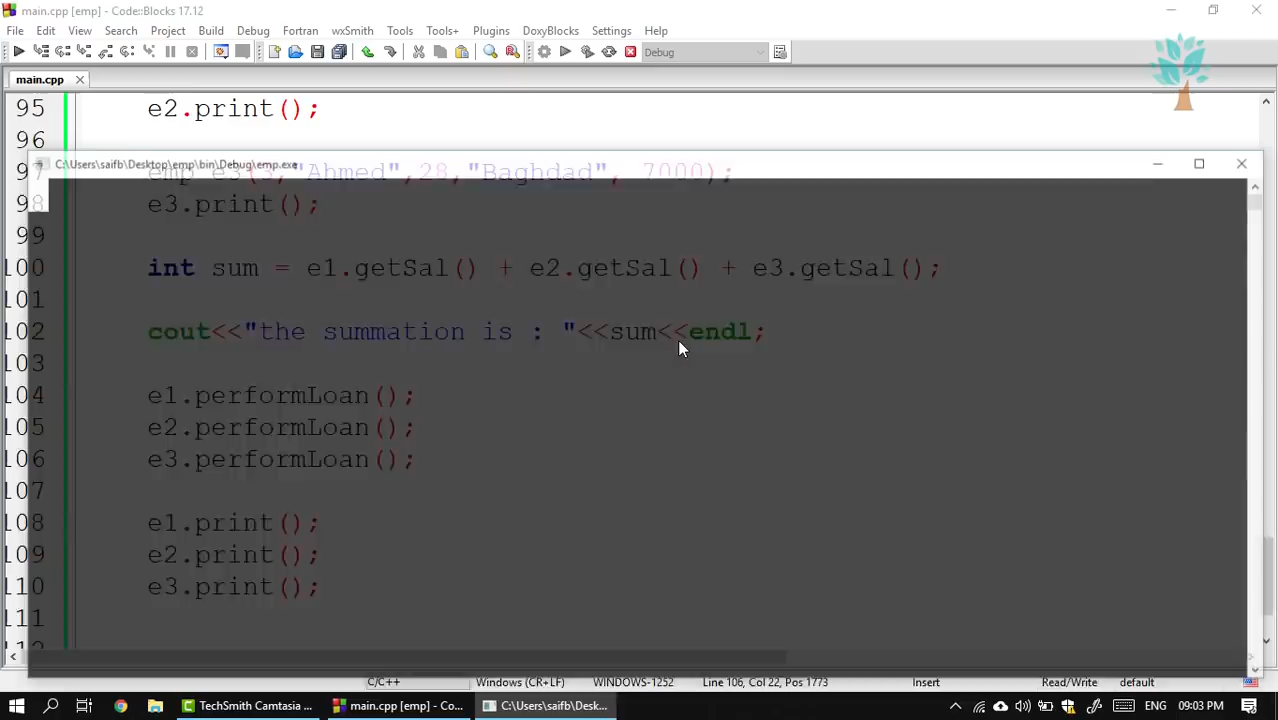 main.cpp [emp] - Code::Blocks 17.12
File Edit View Search Project Build Debug Fortran wxSmith Tools Tools+ Plugins DoxyBlocks Settings Help
Debug
main.cpp
95 e2.print();
96
C:\Users\saifb\Desktop\emp\bin\Debug\emp.exe
97 emp e3(3,"Ahmed",28,"Baghdad", 7000);
98 e3.print();
99
100 int sum = e1.getSal() + e2.getSal() + e3.getSal();
101
102 cout<<"the summation is : "<<sum<<endl;
103
104 e1.performLoan();
105 e2.performLoan();
106 e3.performLoan();
107
108 e1.print();
109 e2.print();
110 e3.print();
111
112
C/C++ Windows (CR+LF) WINDOWS-1252 Line 106, Col 22, Pos 1773 Insert Read/Write default
TechSmith Camtasia ... main.cpp [emp] - Co... C:\Users\saifb\Desk... ENG 09:03 PM